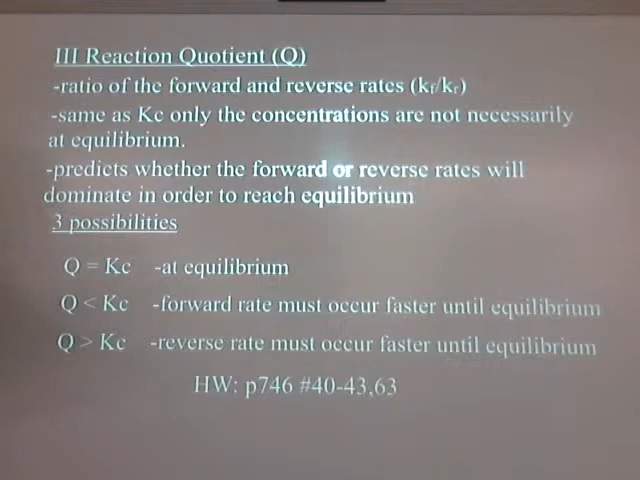 III Reaction Quotient (Q)
-ratio of the forward and reverse rates (kf/kr)
-same as Kc only the concentrations are not necessarily
at equilibrium.
-predicts whether the forward or reverse rates will
dominate in order to reach equilibrium
3 possibilities
Q = Kc -at equilibrium
Q < Kc -forward rate must occur faster until equilibrium
Q > Kc -reverse rate must occur faster until equilibrium
HW: p746 #40-43,63